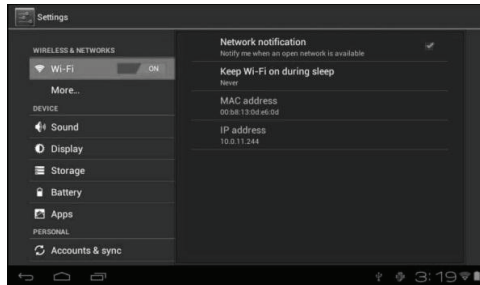 Settings
WIRELESS & NETWORKS
Wi-Fi ON
More...
DEVICE
Sound
Display
Storage
Battery
Apps
PERSONAL
Accounts & sync
Network notification
Notify me when an open network is available
Keep Wi-Fi on during sleep
Never
MAC address
00:b8:13:0d:e6:0d
IP address
10.0.11.244
3:19